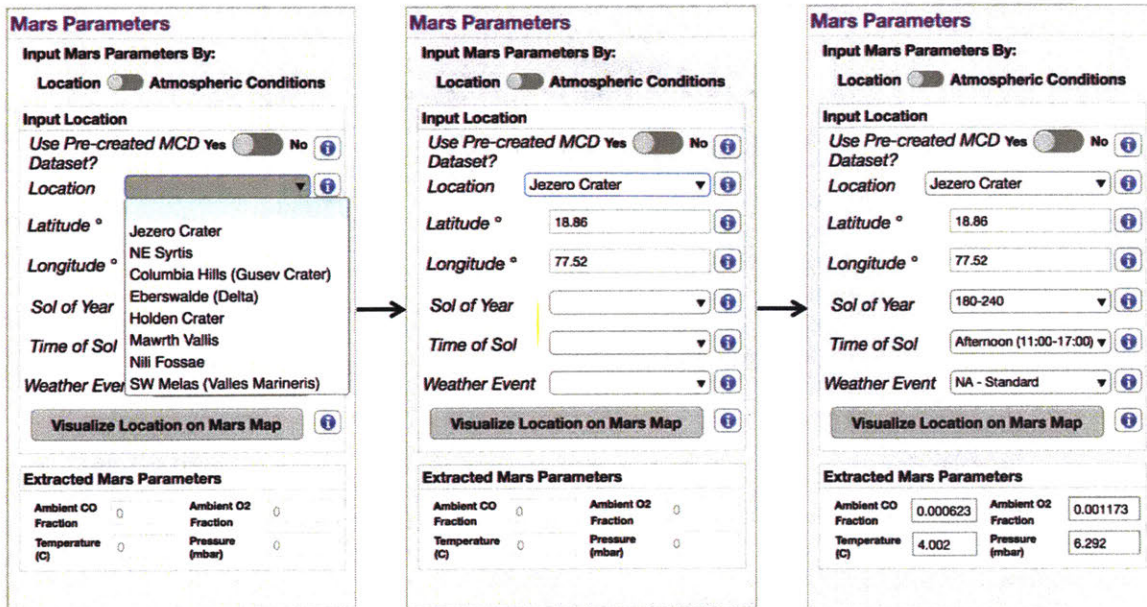 Mars Parameters
Input Mars Parameters By:
Location Atmospheric Conditions
Input Location
Use Pre-created MCD Yes No
Dataset?
Location
Jezero Crater
NE Syrtis
Columbia Hills (Gusev Crater)
Eberswalde (Delta)
Holden Crater
Mawrth Vallis
Nili Fossae
SW Melas (Valles Marineris)
Latitude °
Longitude °
Sol of Year
Time of Sol
Weather Ever
Visualize Location on Mars Map
Extracted Mars Parameters
Ambient CO Fraction 0 Ambient O2 Fraction 0
Temperature (C) 0 Pressure (mbar) 0
Mars Parameters
Input Mars Parameters By:
Location Atmospheric Conditions
Input Location
Use Pre-created MCD Yes No
Dataset?
Location Jezero Crater
Latitude ° 18.86
Longitude ° 77.52
Sol of Year
Time of Sol
Weather Event
Visualize Location on Mars Map
Extracted Mars Parameters
Ambient CO Fraction 0 Ambient O2 Fraction 0
Temperature (C) 0 Pressure (mbar) 0
Mars Parameters
Input Mars Parameters By:
Location Atmospheric Conditions
Input Location
Use Pre-created MCD Yes No
Dataset?
Location Jezero Crater
Latitude ° 18.86
Longitude ° 77.52
Sol of Year 180-240
Time of Sol Afternoon (11:00-17:00)
Weather Event NA - Standard
Visualize Location on Mars Map
Extracted Mars Parameters
Ambient CO Fraction 0.000623 Ambient O2 Fraction 0.001173
Temperature (C) 4.002 Pressure (mbar) 6.292